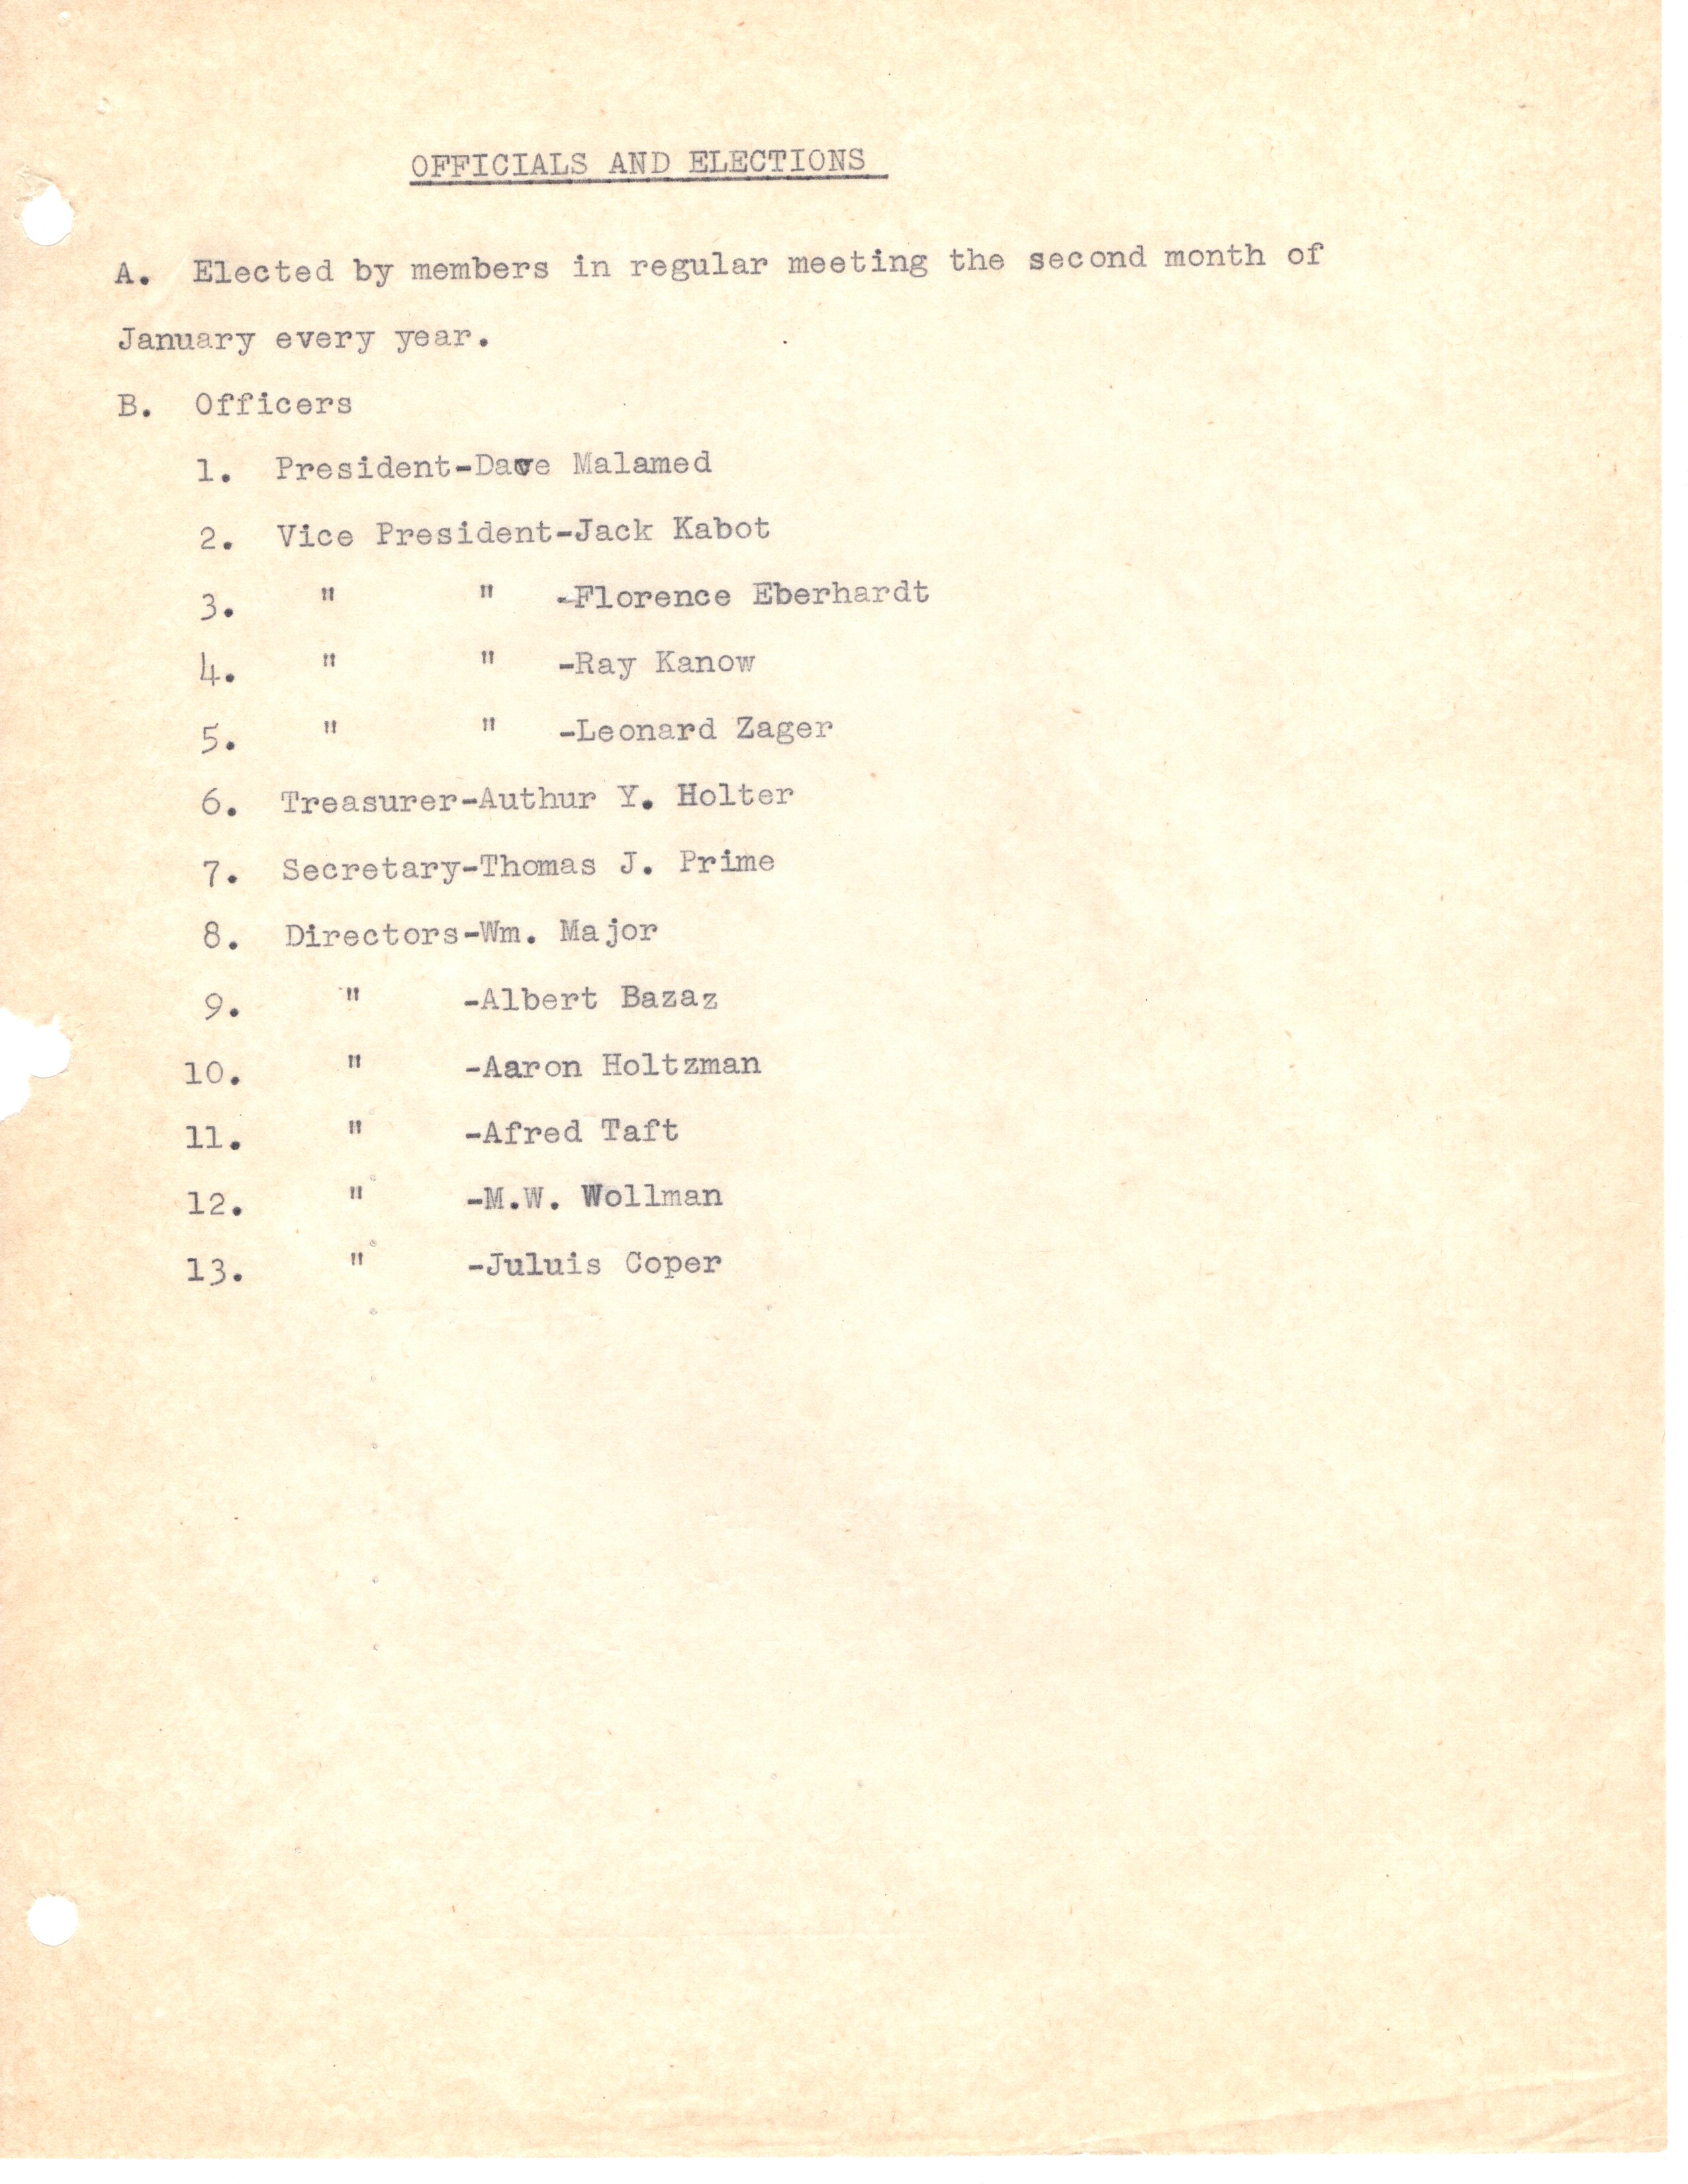 OFFICIALS AND ELECTIONS
A. Elected by members in regular meeting the second month of
January every year.
B. Officers
1. President-Dave Malamed
2. Vice President-Jack Kabot
3. " " -Florence Eberhardt
4. " " -Ray Kanow
5. " " -Leonard Zager
6. Treasurer-Authur Y. Holter
7. Secretary-Thomas J. Prime
8. Directors-Wm. Major
9. " -Albert Bazaz
10. " -Aaron Holtzman
11. " -Afred Taft
12. " -M.W. Wollman
13. " -Juluis Coper